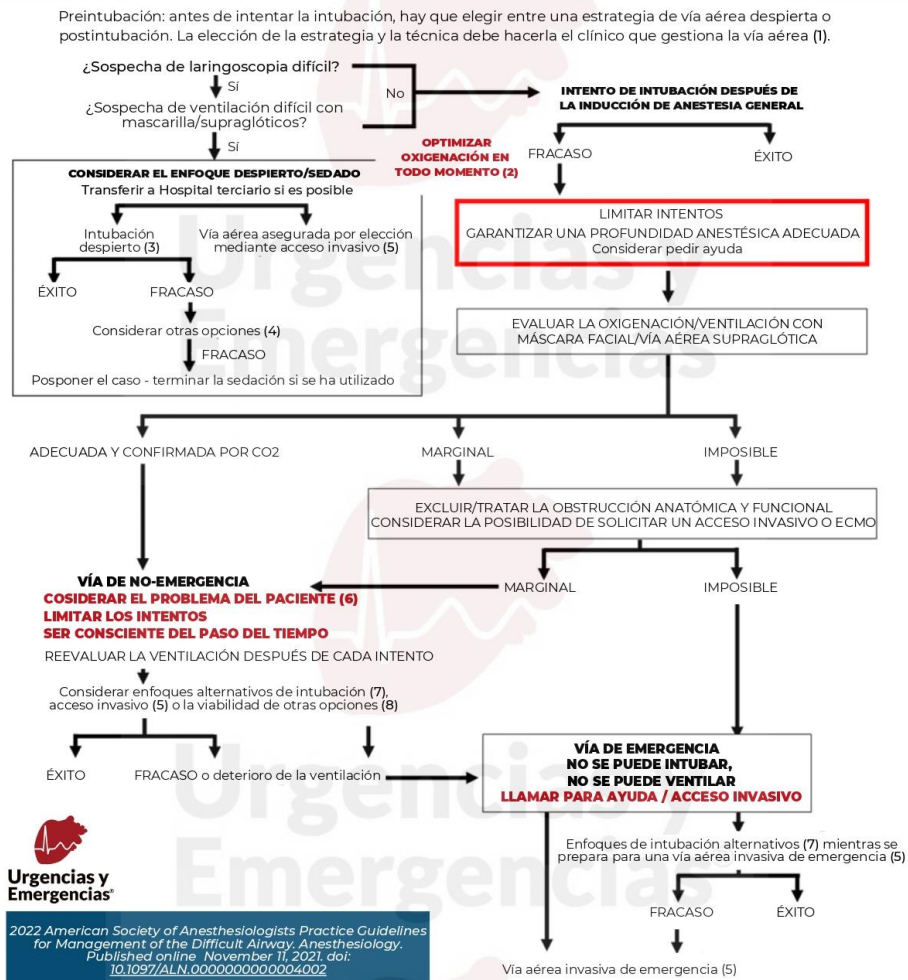 Preintubación: antes de intentar la intubación, hay que elegir entre una estrategia de vía aérea despierta o
postintubación. La elección de la estrategia y la técnica debe hacerla el clínico que gestiona la vía aérea (1).
¿Sospecha de laringoscopia difícil?
Sí
No
¿Sospecha de ventilación difícil con
mascarilla/supraglóticos?
Sí
INTENTO DE INTUBACIÓN DESPUÉS DE
LA INDUCCIÓN DE ANESTESIA GENERAL
OPTIMIZAR
OXIGENACIÓN EN
TODO MOMENTO (2)
FRACASO
ÉXITO
CONSIDERAR EL ENFOQUE DESPIERTO/SEDADO
Transferir a Hospital terciario si es posible
Intubación
despierto (3)
Vía aérea asegurada por elección
mediante acceso invasivo (5)
ÉXITO
FRACASO
Considerar otras opciones (4)
FRACASO
Posponer el caso - terminar la sedación si se ha utilizado
LIMITAR INTENTOS
GARANTIZAR UNA PROFUNDIDAD ANESTÉSICA ADECUADA
Considerar pedir ayuda
EVALUAR LA OXIGENACIÓN/VENTILACIÓN CON
MÁSCARA FACIAL/VÍA AÉREA SUPRAGLÓTICA
ADECUADA Y CONFIRMADA POR CO2
MARGINAL
IMPOSIBLE
EXCLUIR/TRATAR LA OBSTRUCCIÓN ANATÓMICA Y FUNCIONAL
CONSIDERAR LA POSIBILIDAD DE SOLICITAR UN ACCESO INVASIVO O ECMO
MARGINAL
IMPOSIBLE
VÍA DE NO-EMERGENCIA
COSIDERAR EL PROBLEMA DEL PACIENTE (6)
LIMITAR LOS INTENTOS
SER CONSCIENTE DEL PASO DEL TIEMPO
REEVALUAR LA VENTILACIÓN DESPUÉS DE CADA INTENTO
Considerar enfoques alternativos de intubación (7),
acceso invasivo (5) o la viabilidad de otras opciones (8)
ÉXITO
FRACASO o deterioro de la ventilación
VÍA DE EMERGENCIA
NO SE PUEDE INTUBAR,
NO SE PUEDE VENTILAR
LLAMAR PARA AYUDA / ACCESO INVASIVO
Enfoques de intubación alternativos (7) mientras se
prepara para una vía aérea invasiva de emergencia (5)
FRACASO
ÉXITO
Vía aérea invasiva de emergencia (5)
Urgencias y
Emergencias®
2022 American Society of Anesthesiologists Practice Guidelines
for Management of the Difficult Airway. Anesthesiology.
Published online November 11, 2021. doi:
10.1097/ALN.0000000000004002
Urgencias y
Emergencias
Urgencias y
Emergencias